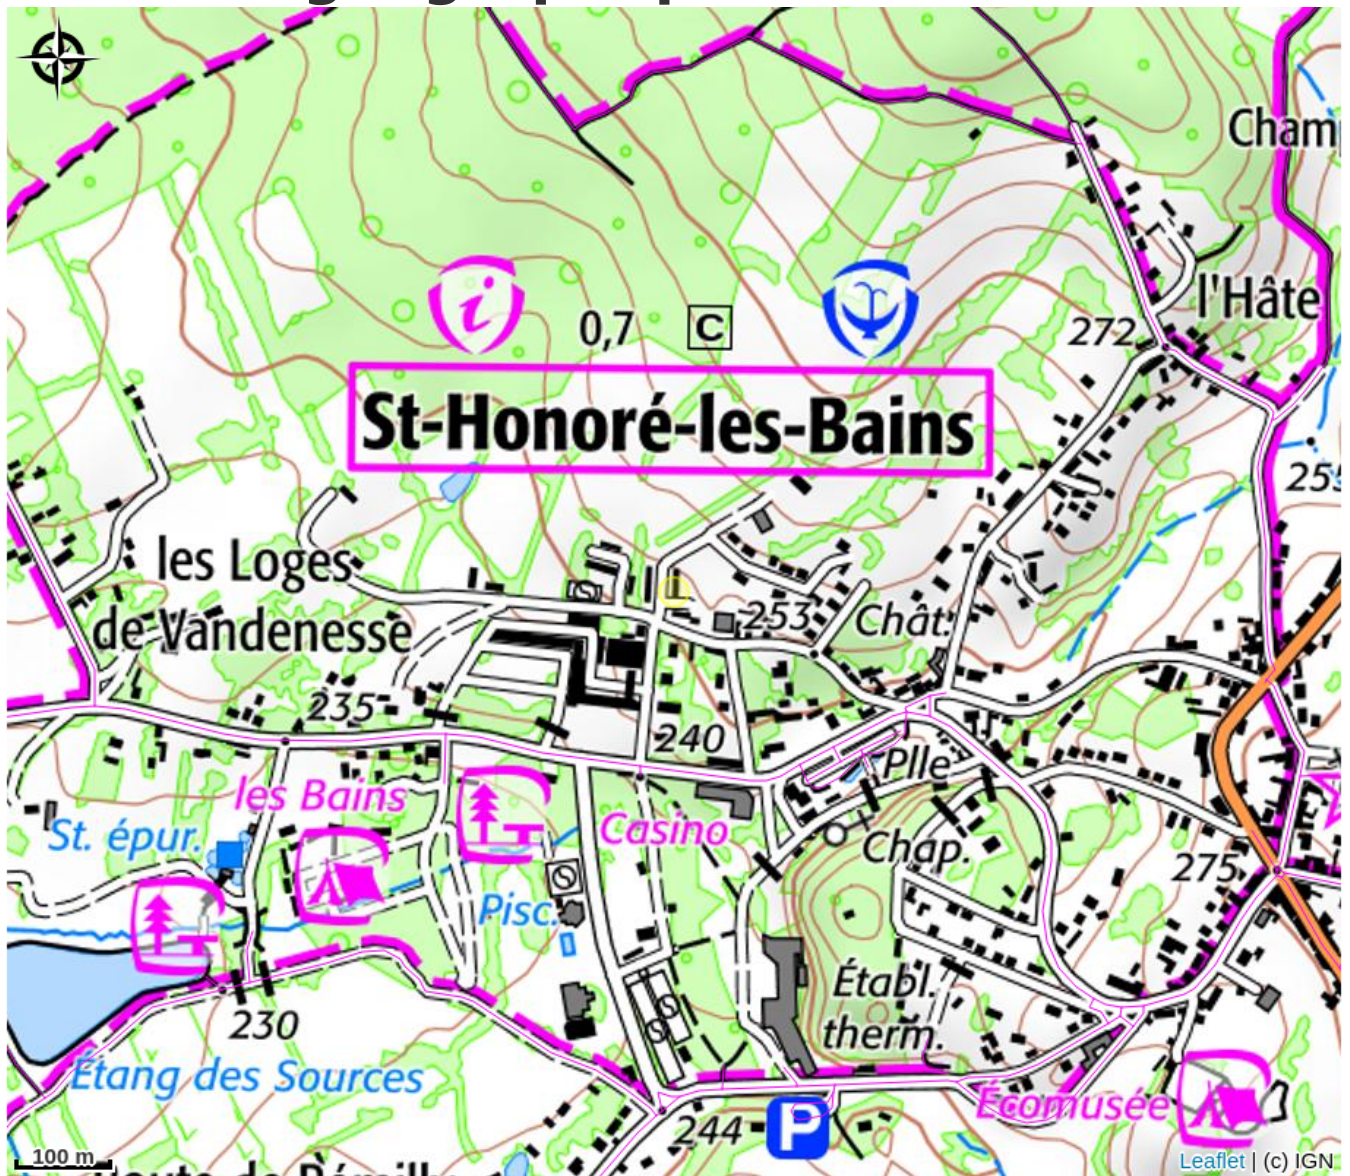 Cham
l'Hâte
0,7
C
272
St-Honoré-les-Bains
255
les Loges
de Vandenesse
253
Chât.
235
240
Plle
les Bains
St. épur.
Casino
Chap.
275
Pisc.
Établ.
therm.
230
Étang des Sources
Écomusée
244
P
100 m
Leaflet | (c) IGN